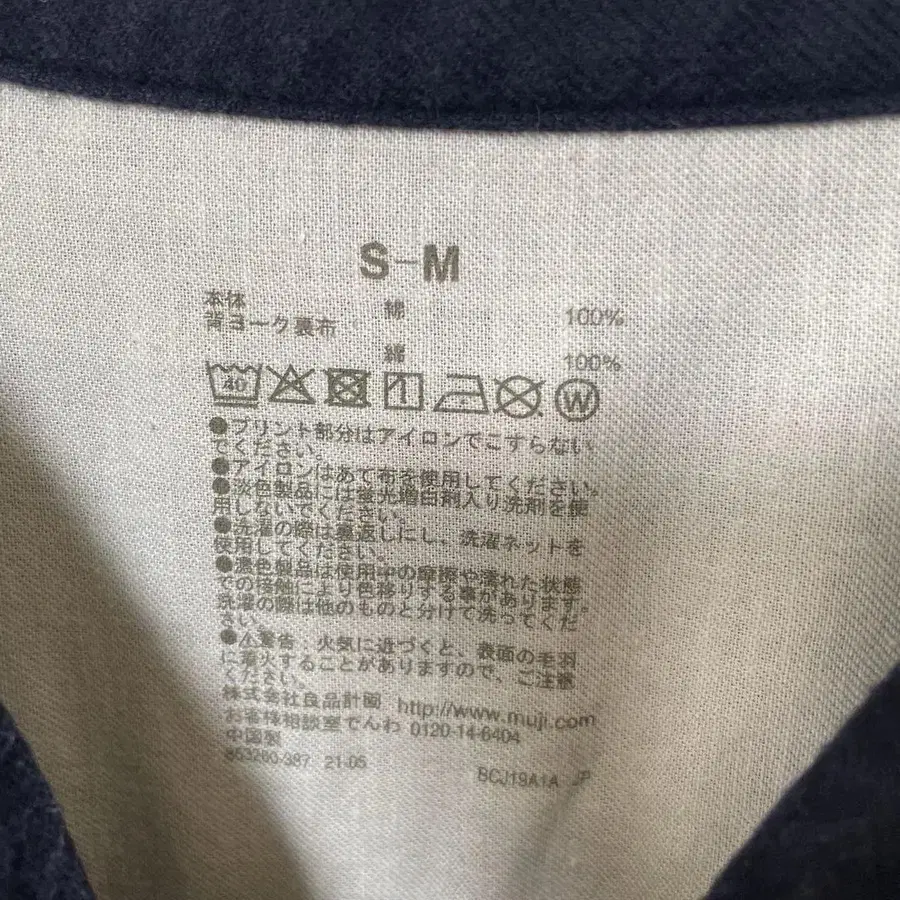 S-M
本体 綿 100%
背ヨーク裏布 綿 100%
40
W
●プリント部分はアイロンでこすらない
でください。
●アイロンはあて布を使用してください。
●淡色製品には蛍光増白剤入り洗剤を使
用しないでください。
●洗濯の際は裏返しにし、洗濯ネットを
使用してください。
●濃色製品は使用中の摩擦や濡れた状態
での接触により色移りする事があります。
洗濯の際は他のものと分けて洗ってくだ
さい。
●⚠警告：火気に近づくと、表面の毛羽
に着火することがありますので、ご注意
ください。
株式会社良品計画 http://www.muji.com
お客様相談室でんわ 0120-14-6404
中国製
21-05 BCJ19A1A JP